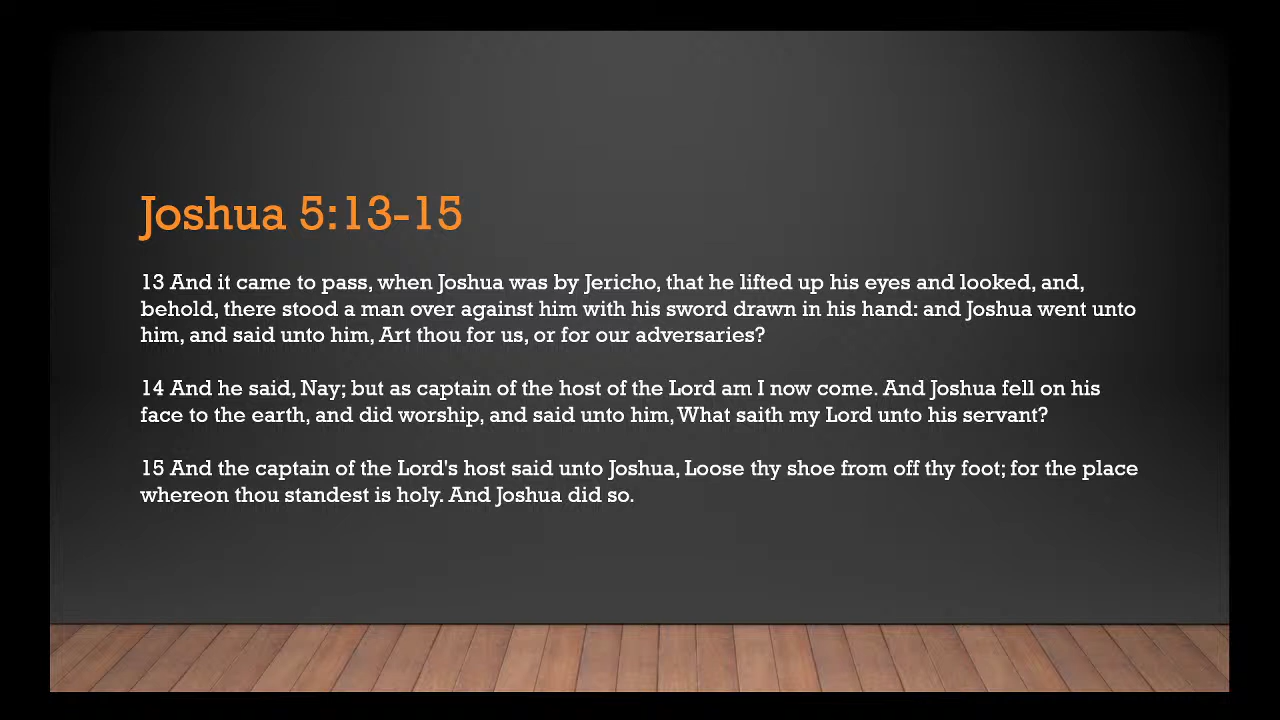 Joshua 5:13-15
13 And it came to pass, when Joshua was by Jericho, that he lifted up his eyes and looked, and,
behold, there stood a man over against him with his sword drawn in his hand: and Joshua went unto
him, and said unto him, Art thou for us, or for our adversaries?
14 And he said, Nay; but as captain of the host of the Lord am I now come. And Joshua fell on his
face to the earth, and did worship, and said unto him, What saith my Lord unto his servant?
15 And the captain of the Lord's host said unto Joshua, Loose thy shoe from off thy foot; for the place
whereon thou standest is holy. And Joshua did so.